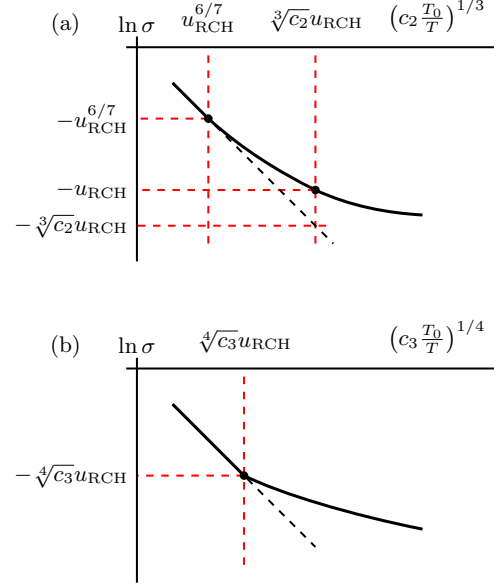 (a) ln σ u_RCH^{6/7} ∛c₂ u_RCH (c₂ T₀/T)^{1/3}
−u_RCH^{6/7}
−u_RCH
−∛c₂ u_RCH
(b) ln σ ∜c₃ u_RCH (c₃ T₀/T)^{1/4}
−∜c₃ u_RCH